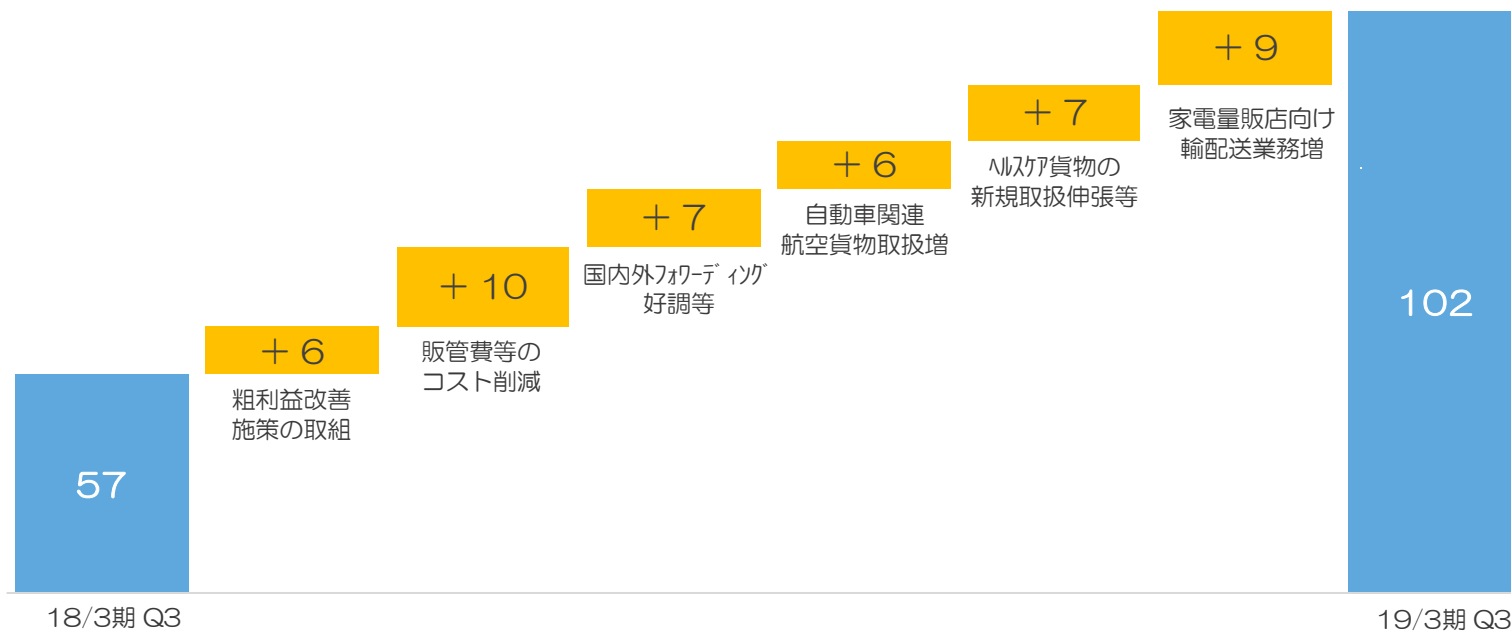 57
18/3期 Q3
＋ 6
粗利益改善
施策の取組
＋ 10
販管費等の
コスト削減
＋ 7
国内外ﾌｫﾜｰﾃﾞｨﾝｸﾞ
好調等
＋ 6
自動車関連
航空貨物取扱増
＋ 7
ﾍﾙｽｹｱ貨物の
新規取扱伸張等
＋ 9
家電量販店向け
輸配送業務増
102
19/3期 Q3